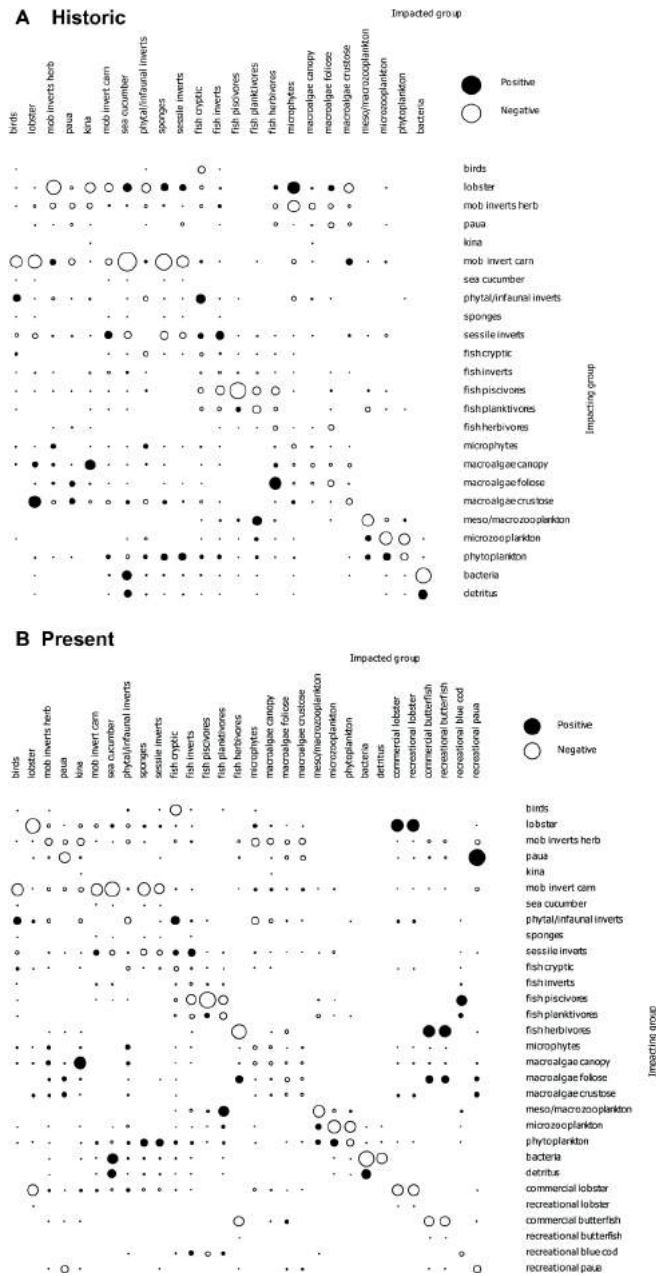 A Historic
Impacted group
birds
lobster
mob inverts herb
paua
kina
mob invert carn
sea cucumber
phytal/infaunal inverts
sponges
sessile inverts
fish cryptic
fish inverts
fish piscivores
fish planktivores
fish herbivores
microphytes
macroalgae canopy
macroalgae foliose
macroalgae crustose
meso/macrozooplankton
microzooplankton
phytoplankton
bacteria
Positive
Negative
birds
lobster
mob inverts herb
paua
kina
mob invert carn
sea cucumber
phytal/infaunal inverts
sponges
sessile inverts
fish cryptic
fish inverts
fish piscivores
fish planktivores
fish herbivores
microphytes
macroalgae canopy
macroalgae foliose
macroalgae crustose
meso/macrozooplankton
microzooplankton
phytoplankton
bacteria
detritus
Impacting group
B Present
Impacted group
birds
lobster
mob inverts herb
paua
kina
mob invert carn
sea cucumber
phytal/infaunal inverts
sponges
sessile inverts
fish cryptic
fish inverts
fish piscivores
fish planktivores
fish herbivores
microphytes
macroalgae canopy
macroalgae foliose
macroalgae crustose
meso/macrozooplankton
microzooplankton
phytoplankton
bacteria
detritus
commercial lobster
recreational lobster
commercial butterfish
recreational butterfish
recreational blue cod
recreational paua
Positive
Negative
birds
lobster
mob inverts herb
paua
kina
mob invert carn
sea cucumber
phytal/infaunal inverts
sponges
sessile inverts
fish cryptic
fish inverts
fish piscivores
fish planktivores
fish herbivores
microphytes
macroalgae canopy
macroalgae foliose
macroalgae crustose
meso/macrozooplankton
microzooplankton
phytoplankton
bacteria
detritus
commercial lobster
recreational lobster
commercial butterfish
recreational butterfish
recreational blue cod
recreational paua
Impacting group